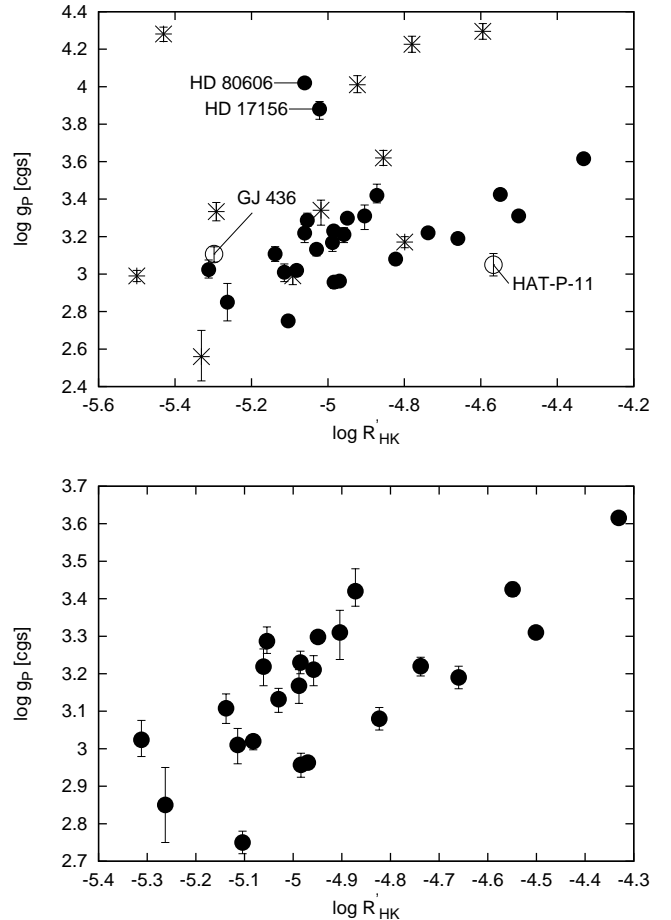 4.4
4.2
4
3.8
3.6
3.4
3.2
3
2.8
2.6
2.4
log g_P [cgs]
HD 80606
HD 17156
GJ 436
HAT-P-11
-5.6 -5.4 -5.2 -5 -4.8 -4.6 -4.4 -4.2
log R'_HK
3.7
3.6
3.5
3.4
3.3
3.2
3.1
3
2.9
2.8
2.7
log g_P [cgs]
-5.4 -5.3 -5.2 -5.1 -5 -4.9 -4.8 -4.7 -4.6 -4.5 -4.4 -4.3
log R'_HK